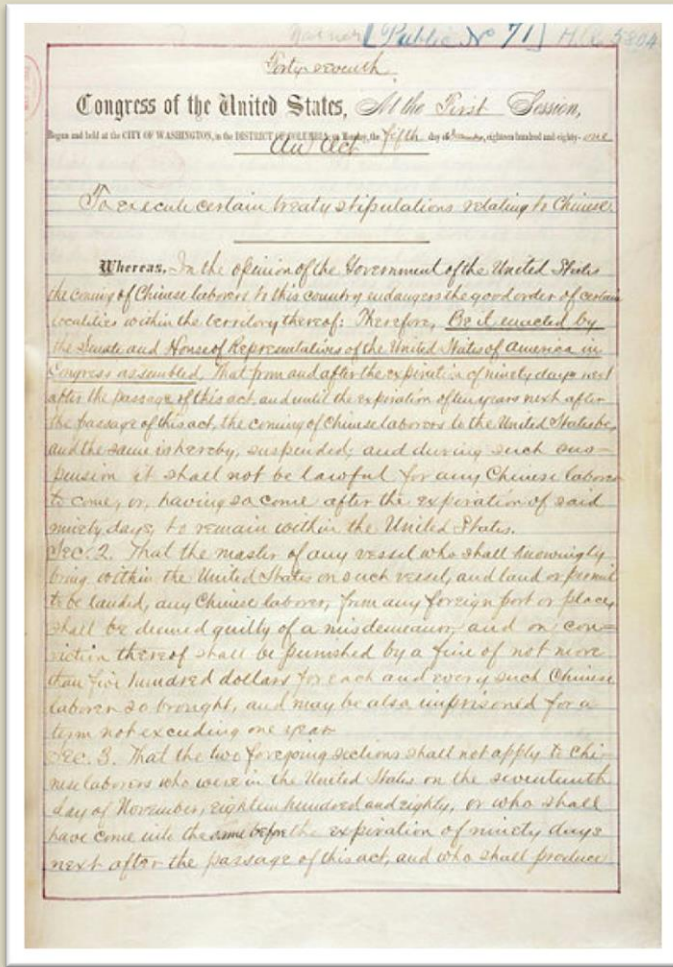 [Public No 71] H.R. 5804
Forty-seventh
Congress of the United States, At the First Session,
Begun and held at the CITY OF WASHINGTON, in the DISTRICT OF COLUMBIA, on Monday, the fifth day of December, eighteen hundred and eighty-one
An Act
To execute certain treaty stipulations relating to Chinese.
Whereas, In the opinion of the Government of the United States
the coming of Chinese laborers to this country endangers the good order of certain
localities within the territory thereof: Therefore, Be it enacted by
the Senate and House of Representatives of the United States of America in
Congress assembled, That from and after the expiration of ninety days next
after the passage of this act, and until the expiration of ten years next after
the passage of this act, the coming of Chinese laborers to the United States be,
and the same is hereby, suspended; and during such sus-
pension it shall not be lawful for any Chinese laborer
to come, or, having so come after the expiration of said
ninety days, to remain within the United States.
Sec. 2. That the master of any vessel who shall knowingly
bring within the United States on such vessel, and land or permit
to be landed, any Chinese laborer, from any foreign port or place,
shall be deemed guilty of a misdemeanor, and on con=
viction thereof shall be punished by a fine of not more
than five hundred dollars for each and every such Chinese
laborer so brought, and may be also imprisoned for a
term not exceeding one year.
Sec. 3. That the two foregoing sections shall not apply to Chi-
nese laborers who were in the United States on the seventeenth
day of November, eighteen hundred and eighty, or who shall
have come into the same before the expiration of ninety days
next after the passage of this act, and who shall produce